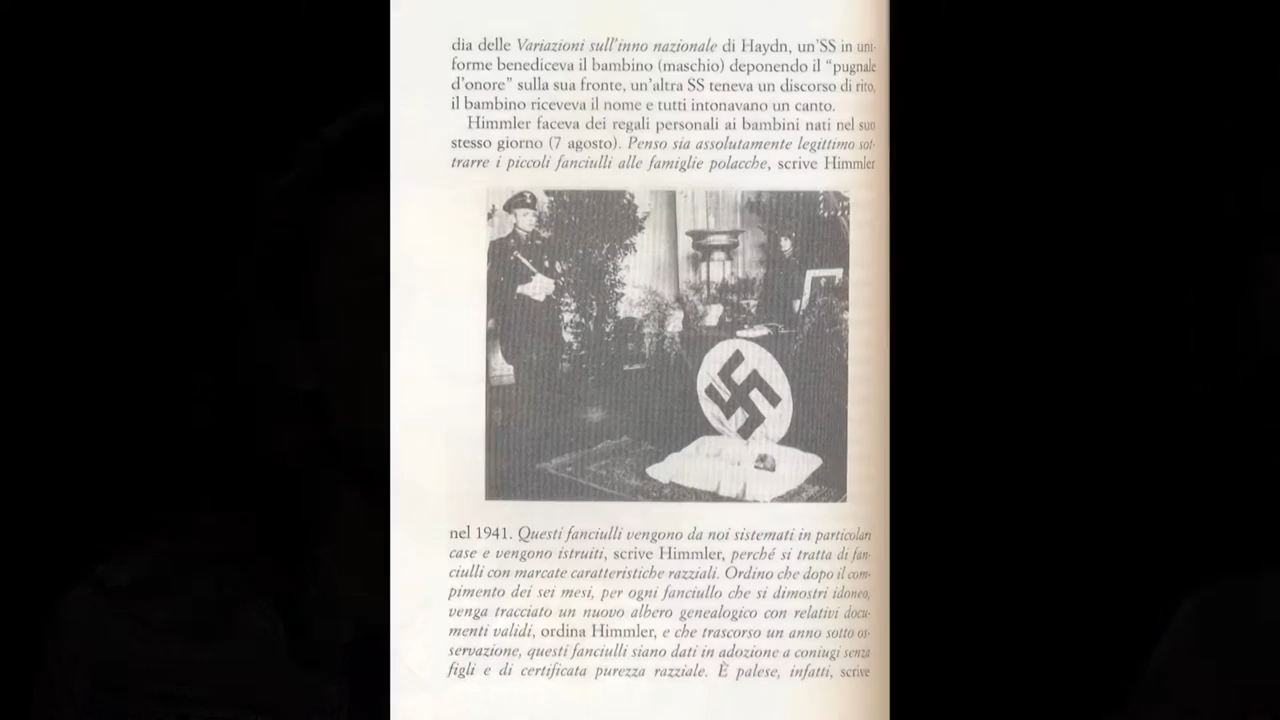 dia delle Variazioni sull'inno nazionale di Haydn, un'SS in uni-
forme benediceva il bambino (maschio) deponendo il “pugnale
d'onore” sulla sua fronte, un'altra SS teneva un discorso di rito,
il bambino riceveva il nome e tutti intonavano un canto.
Himmler faceva dei regali personali ai bambini nati nel suo
stesso giorno (7 agosto). Penso sia assolutamente legittimo sot-
trarre i piccoli fanciulli alle famiglie polacche, scrive Himmler
nel 1941. Questi fanciulli vengono da noi sistemati in particolari
case e vengono istruiti, scrive Himmler, perché si tratta di fan-
ciulli con marcate caratteristiche razziali. Ordino che dopo il com-
pimento dei sei mesi, per ogni fanciullo che si dimostri idoneo,
venga tracciato un nuovo albero genealogico con relativi docu-
menti validi, ordina Himmler, e che trascorso un anno sotto os-
servazione, questi fanciulli siano dati in adozione a coniugi senza
figli e di certificata purezza razziale. È palese, infatti, scrive